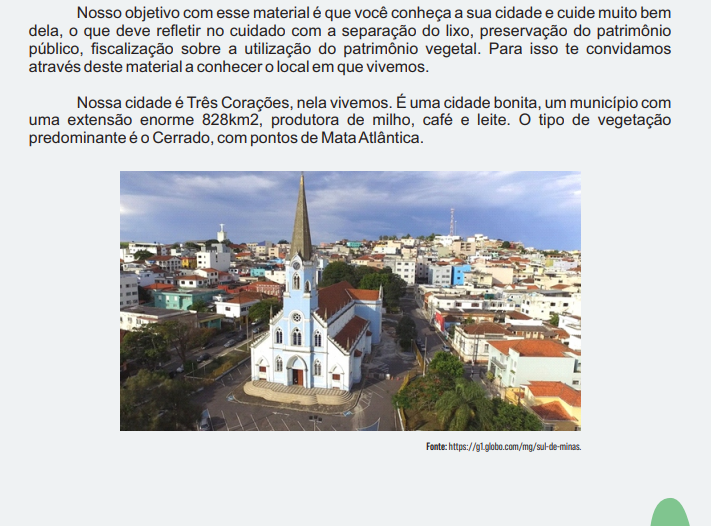 Nosso objetivo com esse material é que você conheça a sua cidade e cuide muito bem
dela, o que deve refletir no cuidado com a separação do lixo, preservação do patrimônio
público, fiscalização sobre a utilização do patrimônio vegetal. Para isso te convidamos
através deste material a conhecer o local em que vivemos.
Nossa cidade é Três Corações, nela vivemos. É uma cidade bonita, um município com
uma extensão enorme 828km2, produtora de milho, café e leite. O tipo de vegetação
predominante é o Cerrado, com pontos de Mata Atlântica.
Fonte: https://g1.globo.com/mg/sul-de-minas.